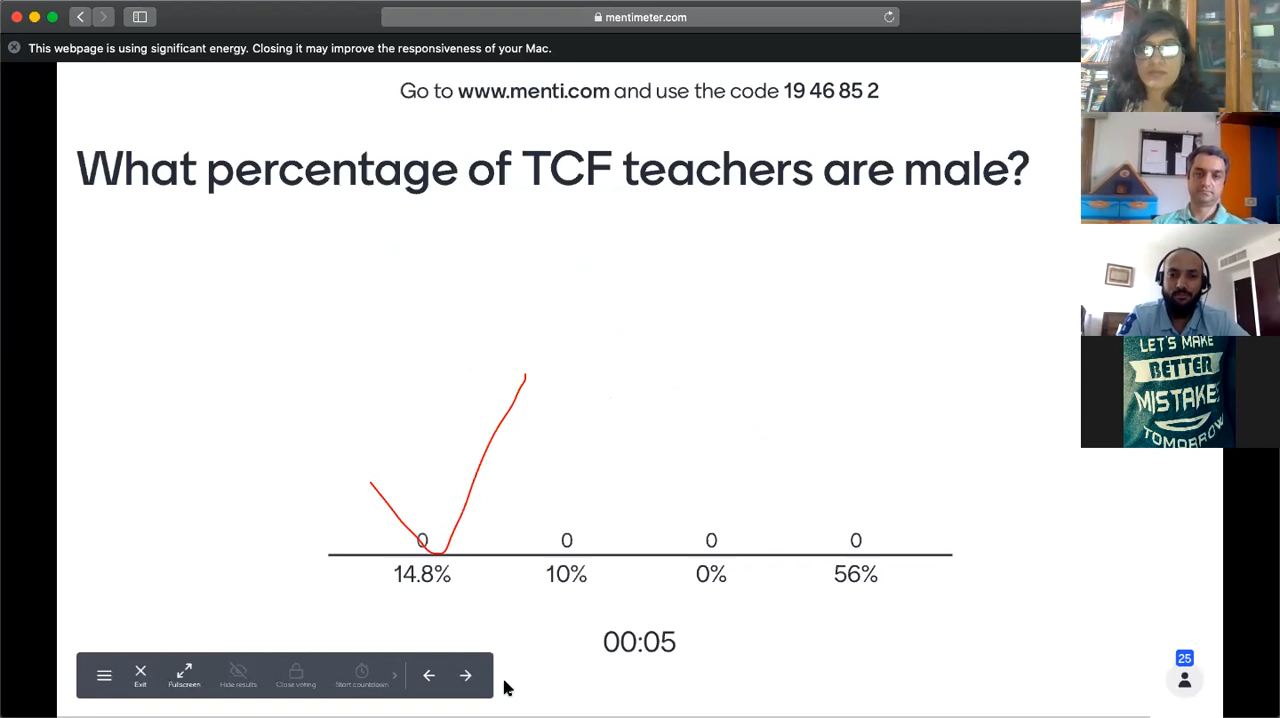 mentimeter.com
This webpage is using significant energy. Closing it may improve the responsiveness of your Mac.
Go to www.menti.com and use the code 19 46 85 2
What percentage of TCF teachers are male?
0 0 0 0
14.8% 10% 0% 56%
00:05
Exit Fullscreen Hide results Close voting Start countdown
25
LET'S MAKE
BETTER
MISTAKES
TOMORROW